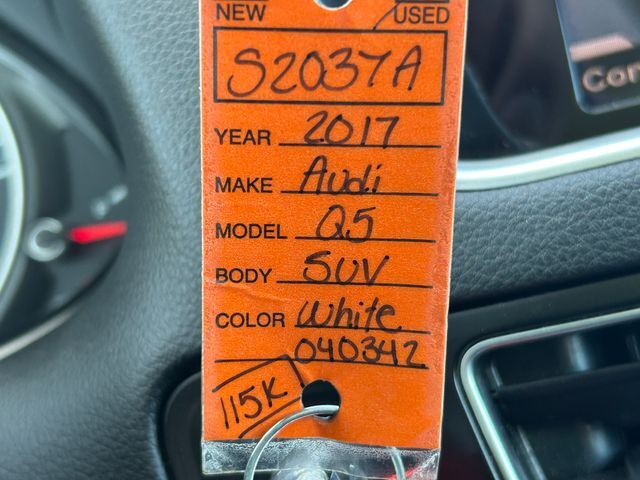 NEW USED
S2037A
YEAR 2017
MAKE Audi
MODEL Q5
BODY SUV
COLOR White
040342
115K
Con